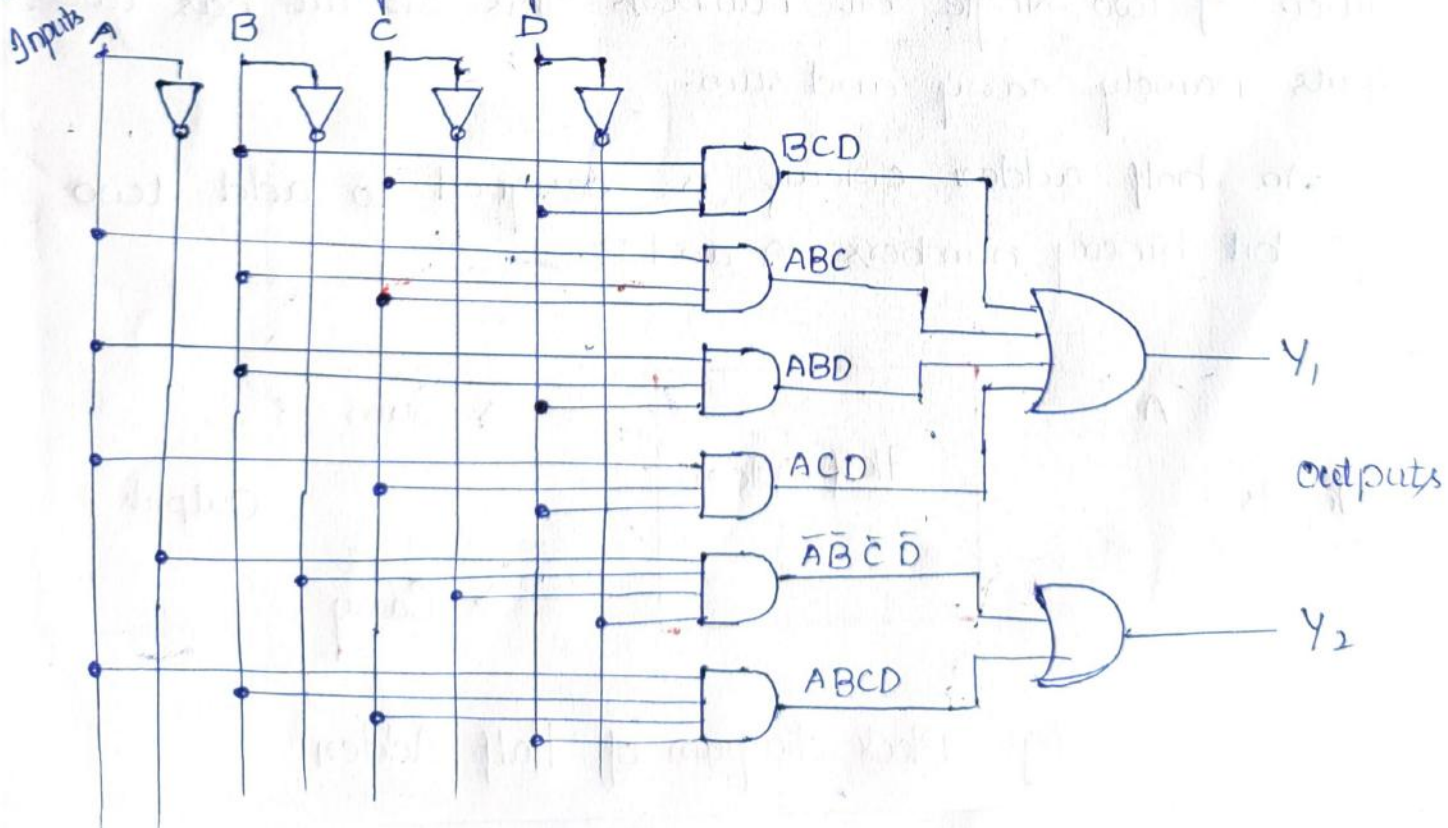 Inputs A B C D
BCD
ABC
ABD
Y₁
ACD
Outputs
A̅ B̅ C̅ D̅
Y₂
ABCD